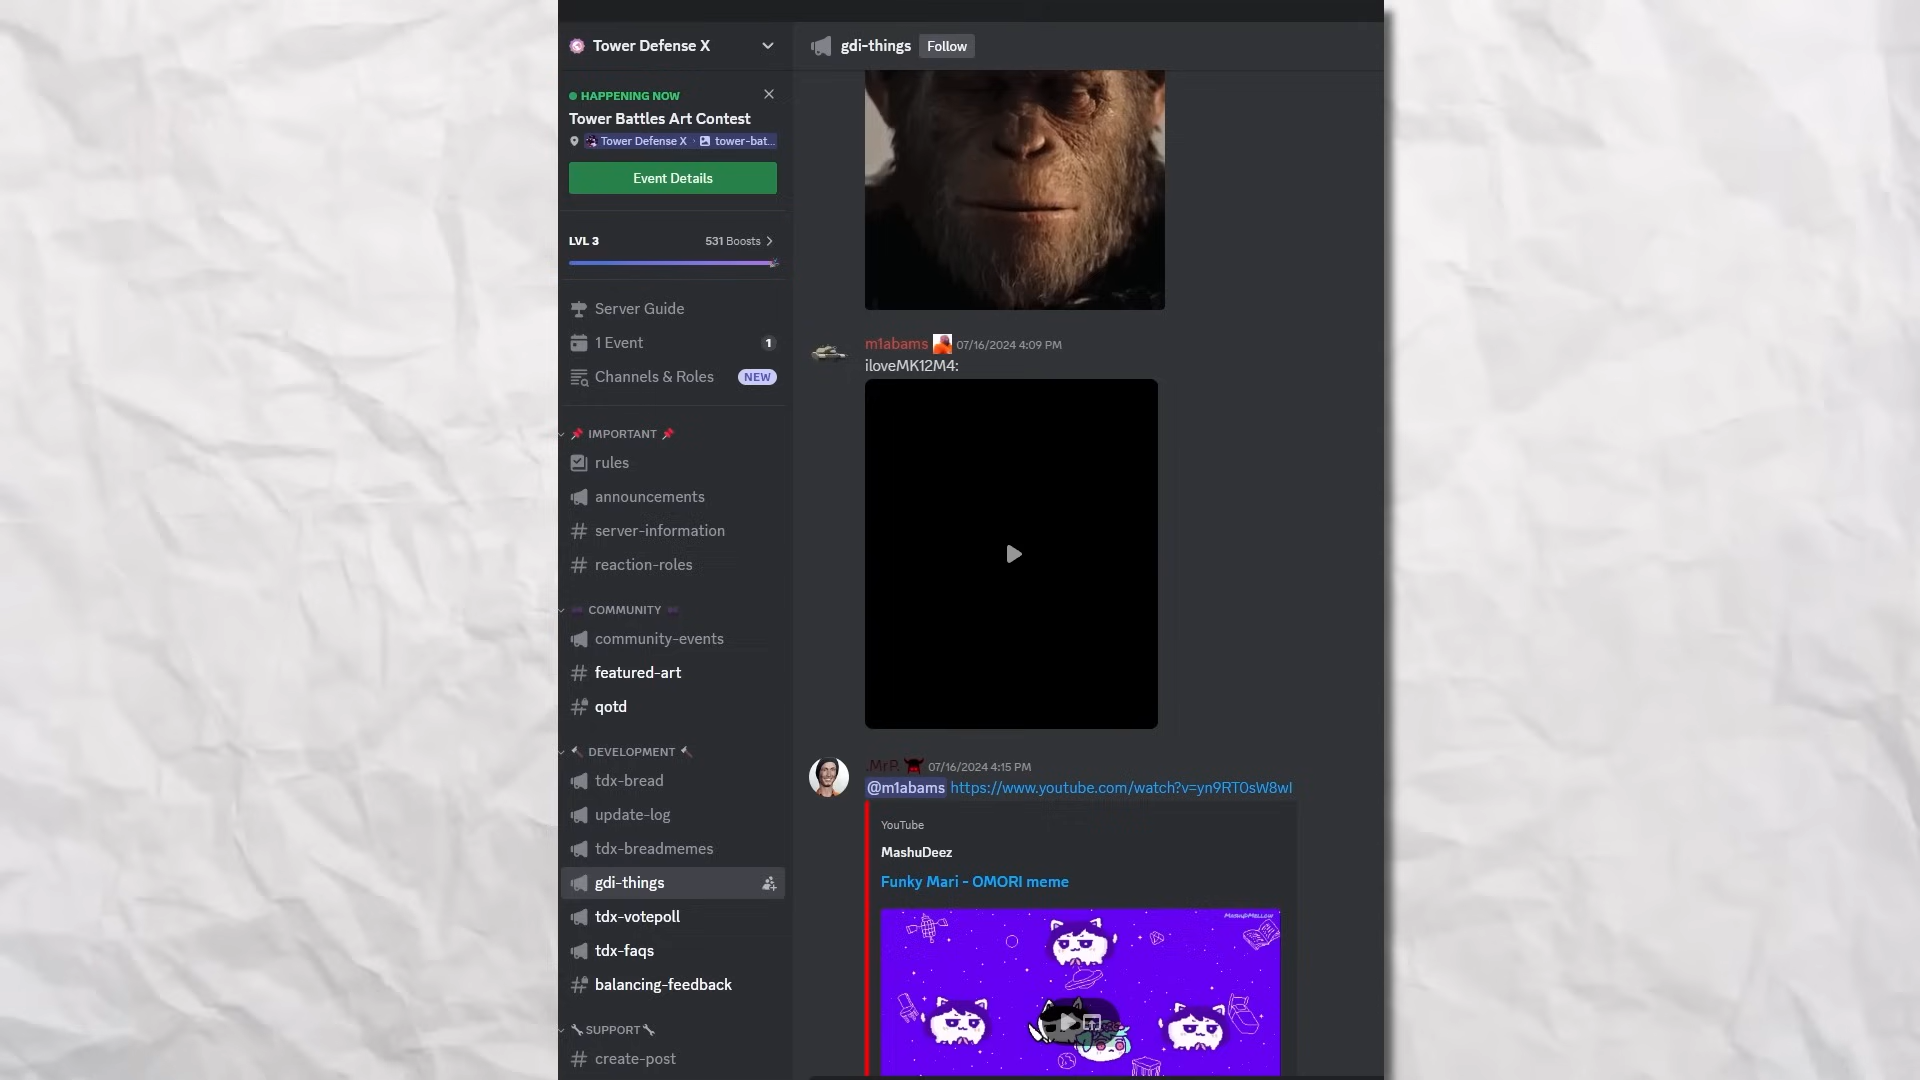 Tower Defense X
HAPPENING NOW
Tower Battles Art Contest
Tower Defense X › tower-bat...
Event Details
LVL 3
531 Boosts
Server Guide
1 Event
1
Channels & Roles
NEW
IMPORTANT
rules
announcements
server-information
reaction-roles
COMMUNITY
community-events
featured-art
qotd
DEVELOPMENT
tdx-bread
update-log
tdx-breadmemes
gdi-things
tdx-votepoll
tdx-faqs
balancing-feedback
SUPPORT
create-post
gdi-things
Follow
m1abams 07/16/2024 4:09 PM
iloveMK12M4:
.MrP. 07/16/2024 4:15 PM
@m1abams https://www.youtube.com/watch?v=yn9RT0sW8wI
YouTube
MashuDeez
Funky Mari - OMORI meme